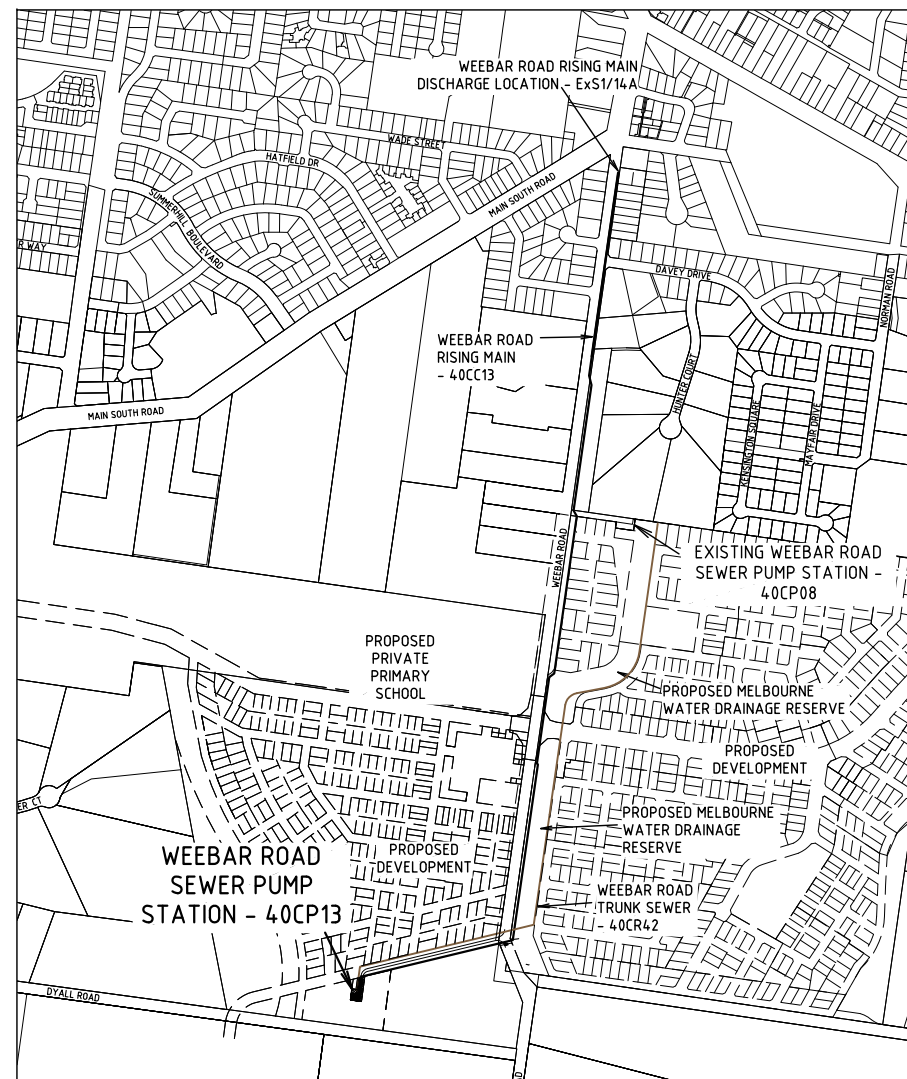 WEEBAR ROAD RISING MAIN
DISCHARGE LOCATION - ExS1/14A
WADE STREET
HATFIELD DR
MAIN SOUTH ROAD
SUMMERHILL BOULEVARD
R WAY
DAVEY DRIVE
NORMAN ROAD
WEEBAR ROAD
RISING MAIN
- 40CC13
HUNTER COURT
KENSINGTON SQUARE
MAYFAIR DRIVE
MAIN SOUTH ROAD
WEEBAR ROAD
EXISTING WEEBAR ROAD
SEWER PUMP STATION -
40CP08
PROPOSED
PRIVATE
PRIMARY
SCHOOL
PROPOSED MELBOURNE
WATER DRAINAGE RESERVE
PROPOSED
DEVELOPMENT
ER CT
PROPOSED MELBOURNE
WATER DRAINAGE
RESERVE
PROPOSED
DEVELOPMENT
WEEBAR ROAD
SEWER PUMP
STATION - 40CP13
WEEBAR ROAD
TRUNK SEWER
- 40CR42
DYALL ROAD